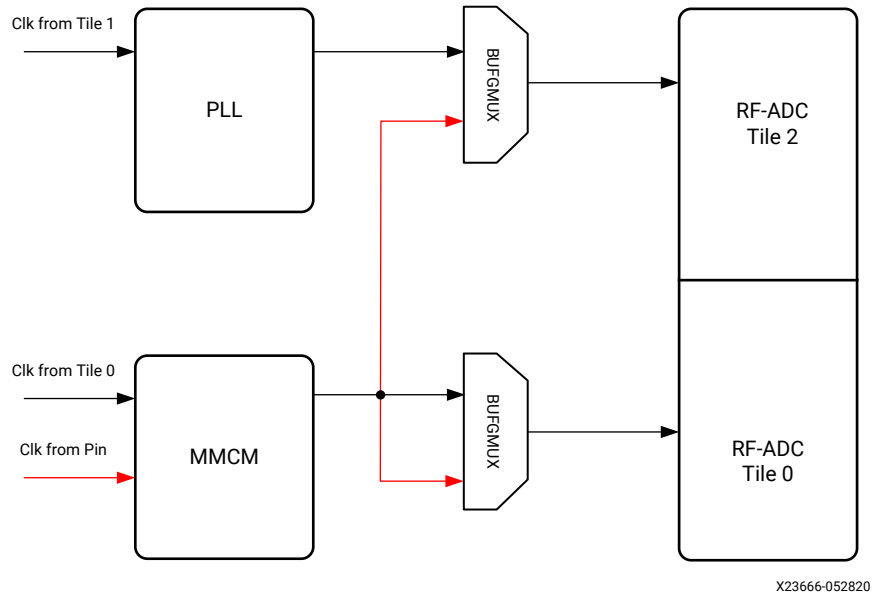 Clk from Tile 1
PLL
BUFGMUX
RF-ADC
Tile 2
Clk from Tile 0
Clk from Pin
MMCM
BUFGMUX
RF-ADC
Tile 0
X23666-052820